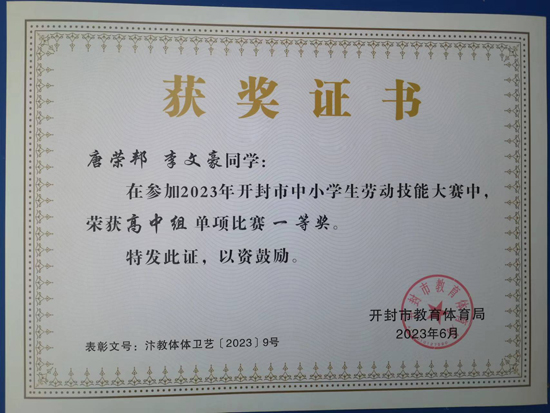 获奖证书
唐荣邦 李文豪同学：
在参加2023年开封市中小学生劳动技能大赛中，
荣获高中组 单项比赛 一等奖。
特发此证，以资鼓励。
开封市教育体育局
2023年6月
表彰文号：汴教体体卫艺〔2023〕9号